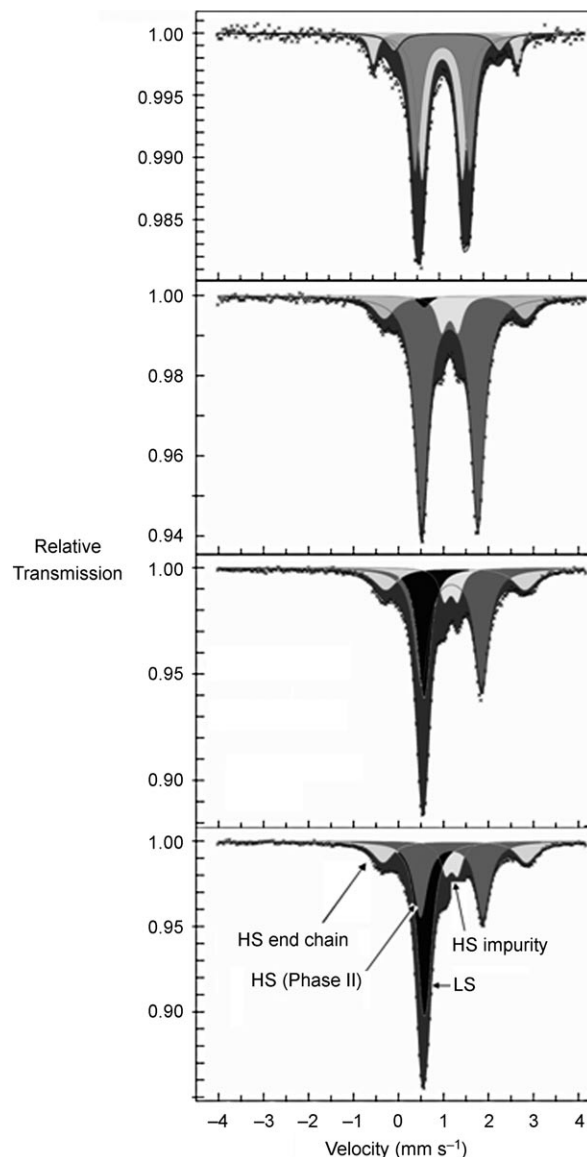 1.00
0.995
0.990
0.985
1.00
0.98
0.96
0.94
Relative
Transmission
1.00
0.95
0.90
1.00
0.95
0.90
HS end chain
HS impurity
HS (Phase II)
LS
–4 –3 –2 –1 0 1 2 3 4
Velocity (mm s⁻¹)